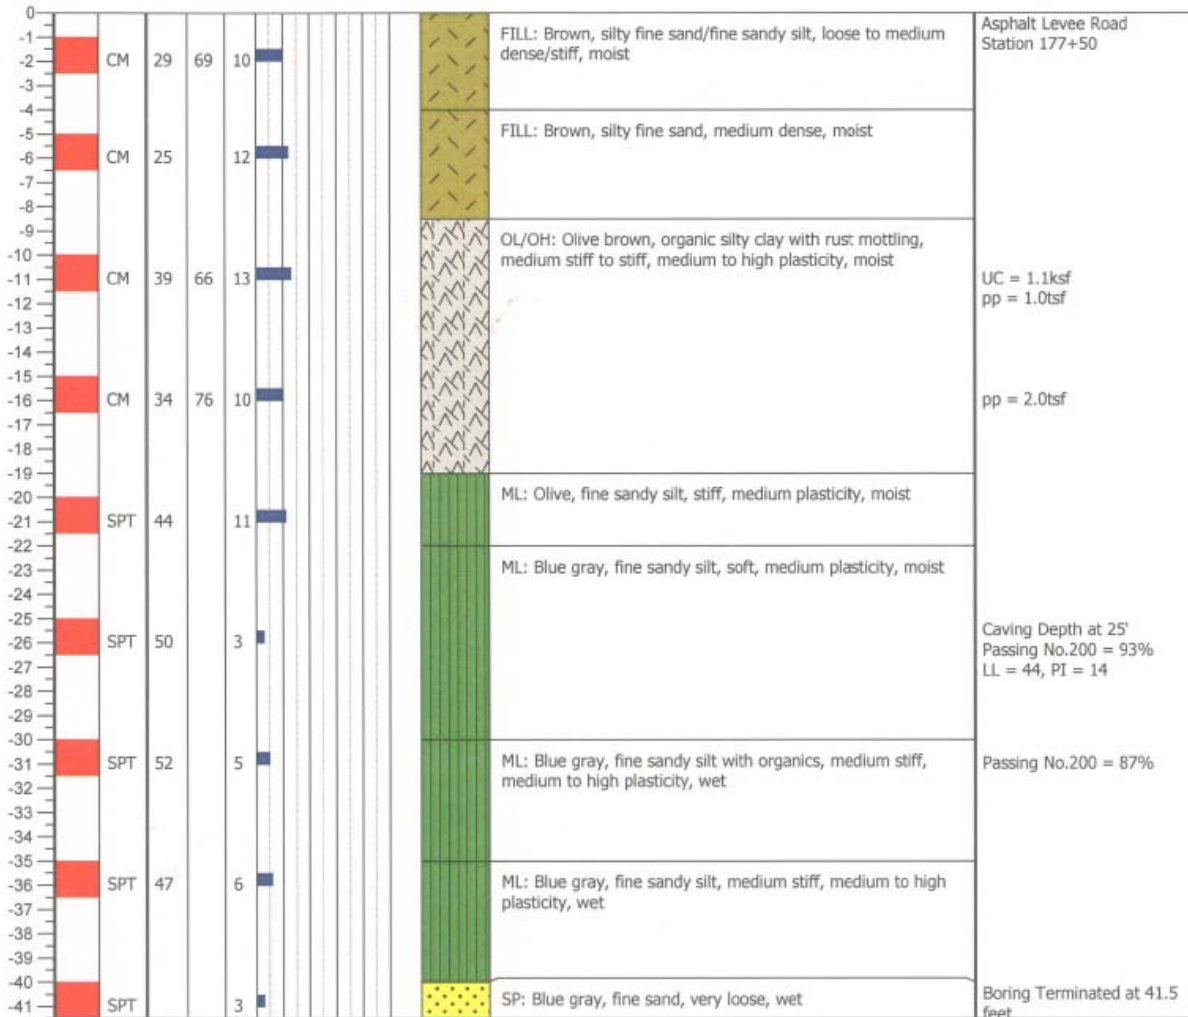 0
-1
-2
-3
-4
-5
-6
-7
-8
-9
-10
-11
-12
-13
-14
-15
-16
-17
-18
-19
-20
-21
-22
-23
-24
-25
-26
-27
-28
-29
-30
-31
-32
-33
-34
-35
-36
-37
-38
-39
-40
-41
CM 29 69 10
CM 25 12
CM 39 66 13
CM 34 76 10
SPT 44 11
SPT 50 3
SPT 52 5
SPT 47 6
SPT 3
FILL: Brown, silty fine sand/fine sandy silt, loose to medium
dense/stiff, moist
FILL: Brown, silty fine sand, medium dense, moist
OL/OH: Olive brown, organic silty clay with rust mottling,
medium stiff to stiff, medium to high plasticity, moist
ML: Olive, fine sandy silt, stiff, medium plasticity, moist
ML: Blue gray, fine sandy silt, soft, medium plasticity, moist
ML: Blue gray, fine sandy silt with organics, medium stiff,
medium to high plasticity, wet
ML: Blue gray, fine sandy silt, medium stiff, medium to high
plasticity, wet
SP: Blue gray, fine sand, very loose, wet
Asphalt Levee Road
Station 177+50
UC = 1.1ksf
pp = 1.0tsf
pp = 2.0tsf
Caving Depth at 25'
Passing No.200 = 93%
LL = 44, PI = 14
Passing No.200 = 87%
Boring Terminated at 41.5
feet